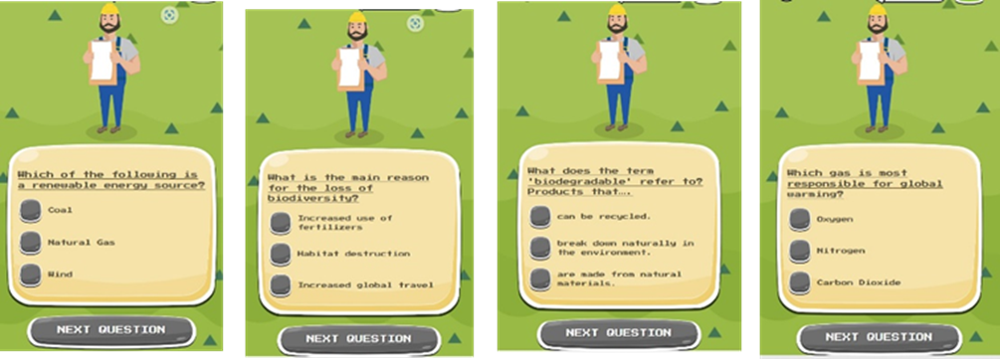 Which of the following is
a renewable energy source?
Coal
Natural Gas
Wind
NEXT QUESTION
What is the main reason
for the loss of
biodiversity?
Increased use of
fertilizers
Habitat destruction
Increased global travel
NEXT QUESTION
What does the term
'biodegradable' refer to?
Products that….
can be recycled.
break down naturally in
the environment.
are made from natural
materials.
NEXT QUESTION
Which gas is most
responsible for global
warming?
Oxygen
Nitrogen
Carbon Dioxide
NEXT QUESTION